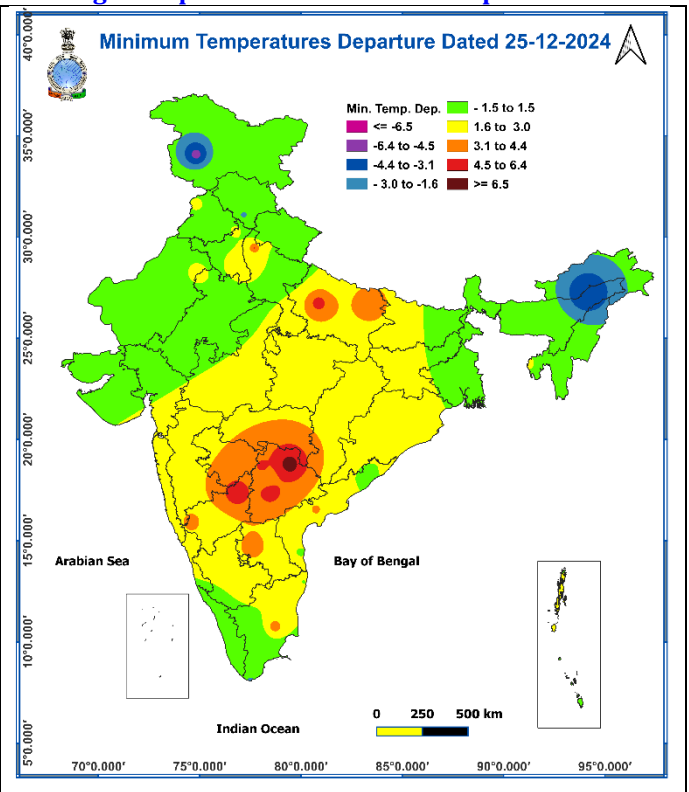 Minimum Temperatures Departure Dated 25-12-2024
Min. Temp. Dep.
<= -6.5
-6.4 to -4.5
-4.4 to -3.1
- 3.0 to -1.6
- 1.5 to 1.5
1.6 to 3.0
3.1 to 4.4
4.5 to 6.4
>= 6.5
40°0.000'
35°0.000'
30°0.000'
25°0.000'
20°0.000'
15°0.000'
10°0.000'
5°0.000'
Arabian Sea
Bay of Bengal
Indian Ocean
0 250 500 km
70°0.000' 75°0.000' 80°0.000' 85°0.000' 90°0.000' 95°0.000'